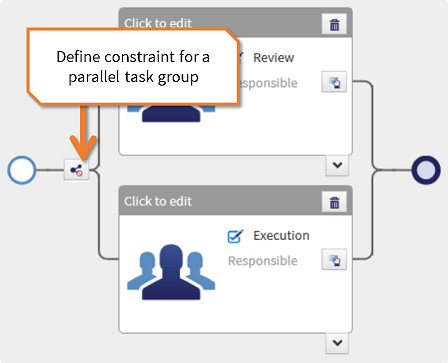 Click to edit
Define constraint for a
parallel task group
Review
Responsible
Click to edit
Execution
Responsible